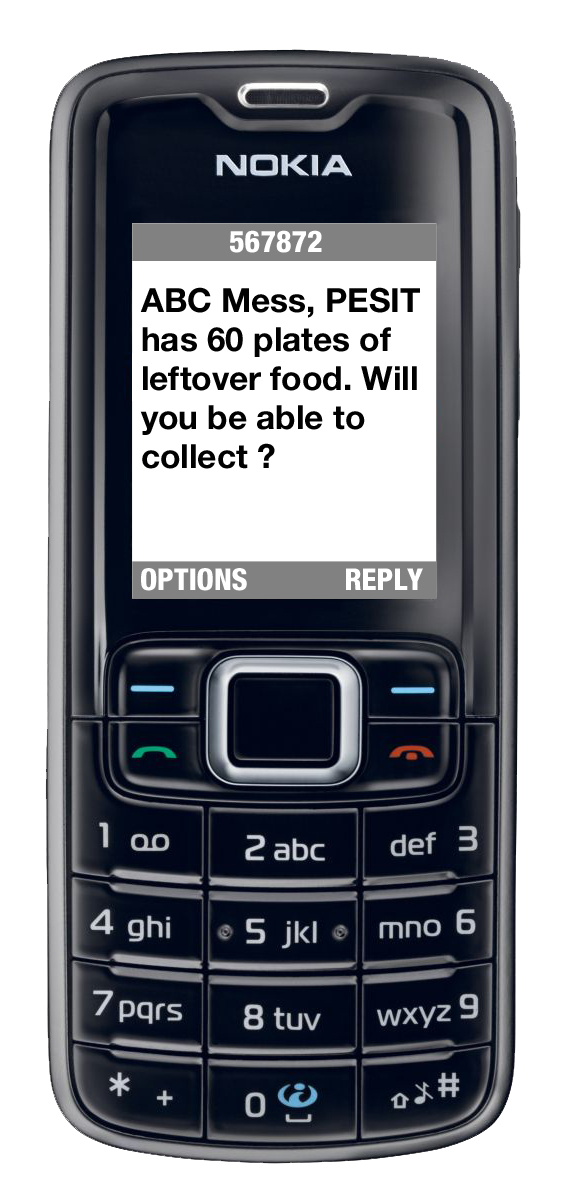 NOKIA
567872
ABC Mess, PESIT
has 60 plates of
leftover food. Will
you be able to
collect ?
OPTIONS REPLY
1
2 abc
def 3
4 ghi
5 jkl
mno 6
7 pqrs
8 tuv
wxyz 9
* +
0
#